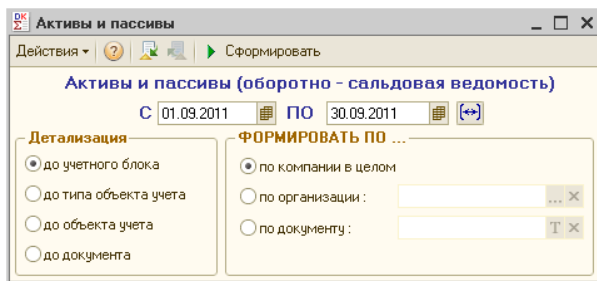 Активы и пассивы
Действия Сформировать
Активы и пассивы (оборотно - сальдовая ведомость)
С 01.09.2011 ПО 30.09.2011
Детализация
до учетного блока
до типа объекта учета
до объекта учета
до документа
ФОРМИРОВАТЬ ПО ...
по компании в целом
по организации : ...
по документу : T